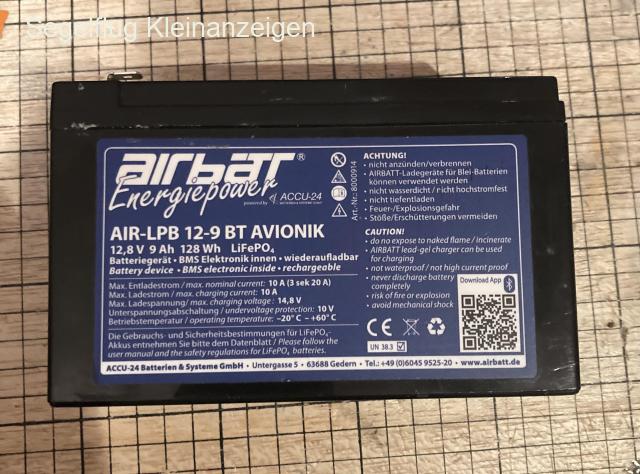 Segelflug Kleinanzeigen
airbatt®
Energiepower
powered by ACCU-24
Art.-Nr.: 8000914
AIR-LPB 12-9 BT AVIONIK
12,8 V 9 Ah 128 Wh LiFePO₄
Batteriegerät • BMS Elektronik innen • wiederaufladbar
Battery device • BMS electronic inside • rechargeable
Max. Entladestrom / max. nominal current: 10 A (3 sek 20 A)
Max. Ladestrom / max. charging current: 10 A
Max. Ladespannung / max. charging voltage: 14,8 V
Unterspannungsabschaltung / undervoltage protection: 10 V
Betriebstemperatur / operating temperature: –20° C – +60° C
Die Gebrauchs- und Sicherheitsbestimmungen für LiFePO₄-
Akkus entnehmen Sie bitte dem Datenblatt / Please follow the
user manual and the safety regulations for LiFePO₄ batteries.
ACHTUNG!
• nicht anzünden/verbrennen
• AIRBATT-Ladegeräte für Blei-Batterien
können verwendet werden
• nicht wasserdicht / nicht hochstromfest
• nicht tiefentladen
• Feuer-/Explosionsgefahr
• Stöße/Erschütterungen vermeiden
CAUTION!
• do no expose to naked flame / incinerate
• AIRBATT lead-gel charger can be used
for charging
• not waterproof / not high current proof
• never discharge battery
completely
• risk of fire or explosion
• avoid mechanical shock
Download App
CE
UN 38.3
ACCU-24 Batterien & Systeme GmbH • Untergasse 5 • 63688 Gedern • Tel.: +49 (0)6045 9525-20 • www.airbatt.de